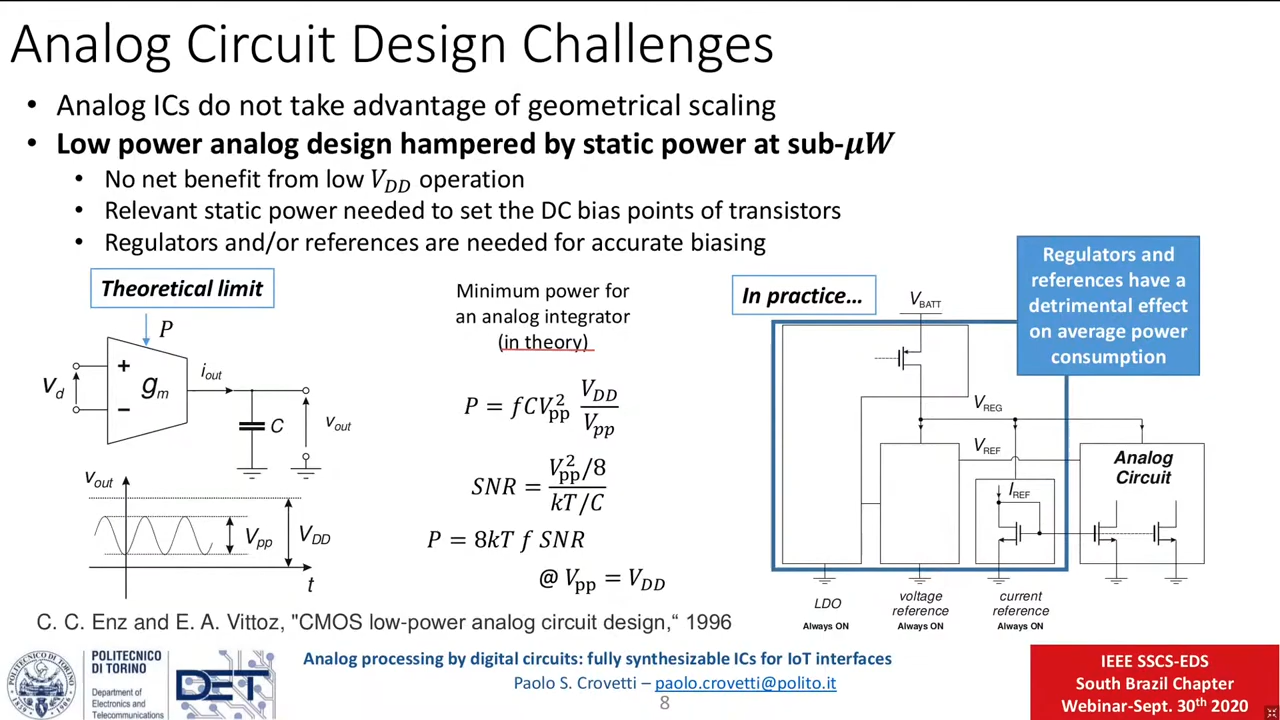 Analog Circuit Design Challenges
• Analog ICs do not take advantage of geometrical scaling
• Low power analog design hampered by static power at sub-μW
• No net benefit from low V_DD operation
• Relevant static power needed to set the DC bias points of transistors
• Regulators and/or references are needed for accurate biasing
Theoretical limit
P
+
−
g_m
v_d
i_out
C
v_out
v_out
V_pp
V_DD
t
Minimum power for
an analog integrator
(in theory)
P = fCV_pp^2 V_DD/V_pp
SNR = (V_pp^2/8)/(kT/C)
P = 8kT f SNR
@ V_pp = V_DD
In practice…
V_BATT
Regulators and
references have a
detrimental effect
on average power
consumption
V_REG
V_REF
I_REF
Analog
Circuit
LDO
Always ON
voltage
reference
Always ON
current
reference
Always ON
C. C. Enz and E. A. Vittoz, "CMOS low-power analog circuit design,“ 1996
POLITECNICO
DI TORINO
Department of
Electronics and
Telecommunications
DET
Analog processing by digital circuits: fully synthesizable ICs for IoT interfaces
Paolo S. Crovetti – paolo.crovetti@polito.it
8
IEEE SSCS-EDS
South Brazil Chapter
Webinar-Sept. 30th 2020